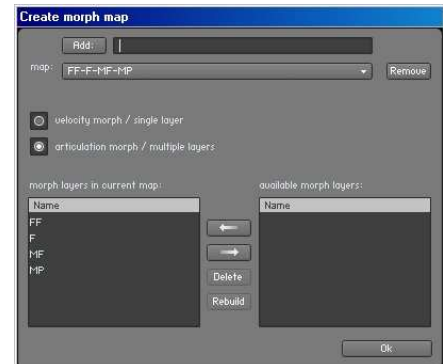 Create morph map
Add:
map: FF-F-MF-MP Remove
velocity morph / single layer
articulation morph / multiple layers
morph layers in current map: available morph layers:
Name Name
FF
F
MF
MP
Delete
Rebuild
Ok